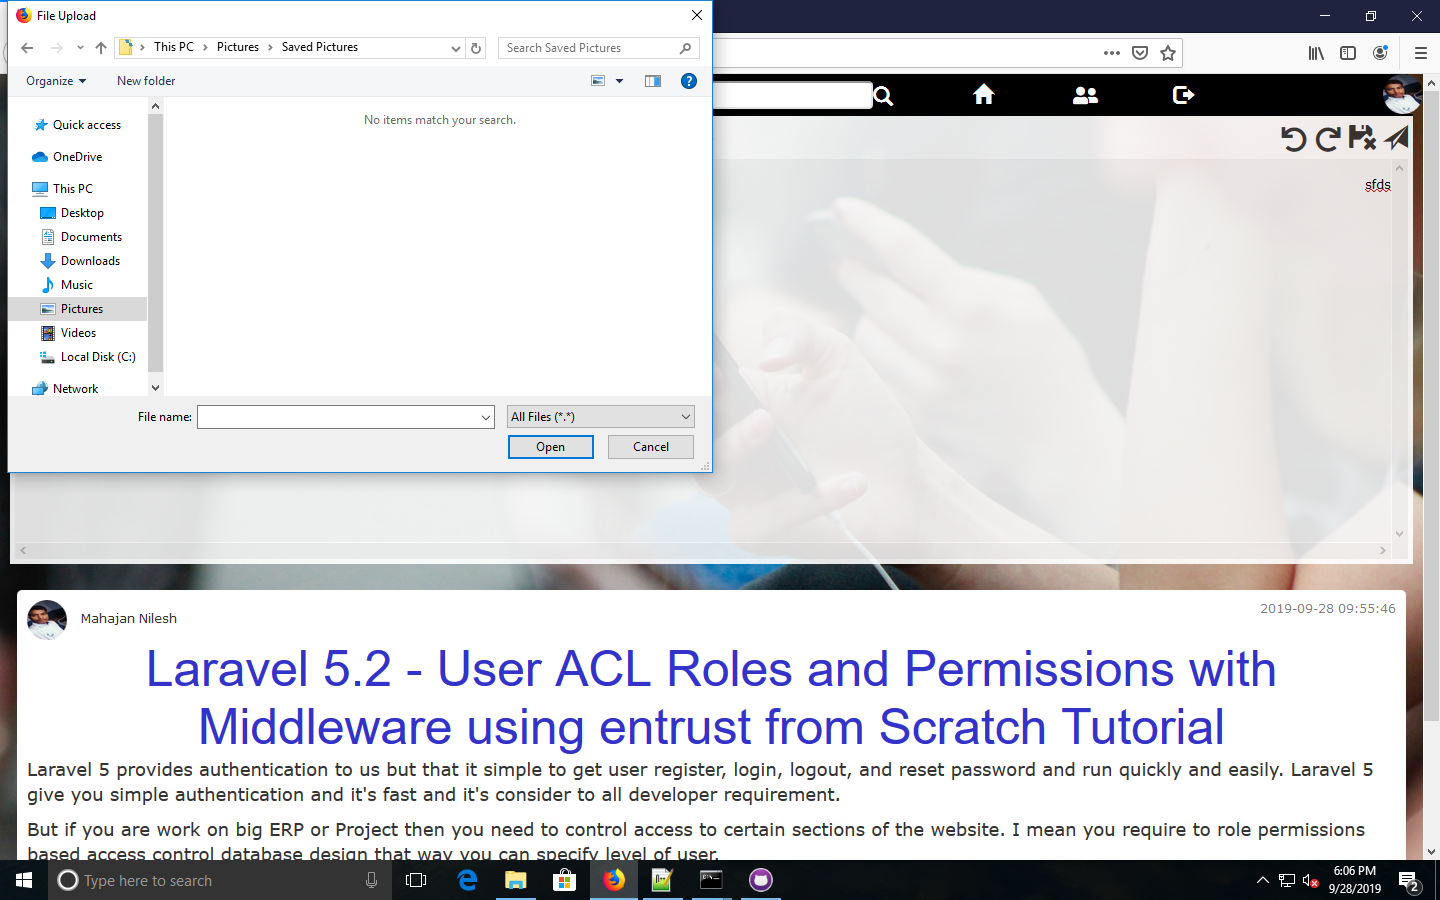 File Upload
This PC
Pictures
Saved Pictures
Search Saved Pictures
Organize
New folder
?
No items match your search.
Quick access
OneDrive
This PC
Desktop
Documents
Downloads
Music
Pictures
Videos
Local Disk (C:)
Network
File name:
All Files (*.*)
Open
Cancel
sfds
Mahajan Nilesh
2019-09-28 09:55:46
Laravel 5.2 - User ACL Roles and Permissions with
Middleware using entrust from Scratch Tutorial
Laravel 5 provides authentication to us but that it simple to get user register, login, logout, and reset password and run quickly and easily. Laravel 5
give you simple authentication and it's fast and it's consider to all developer requirement.
But if you are work on big ERP or Project then you need to control access to certain sections of the website. I mean you require to role permissions
based access control database design that way you can specify level of user.
Type here to search
6:06 PM
9/28/2019
2